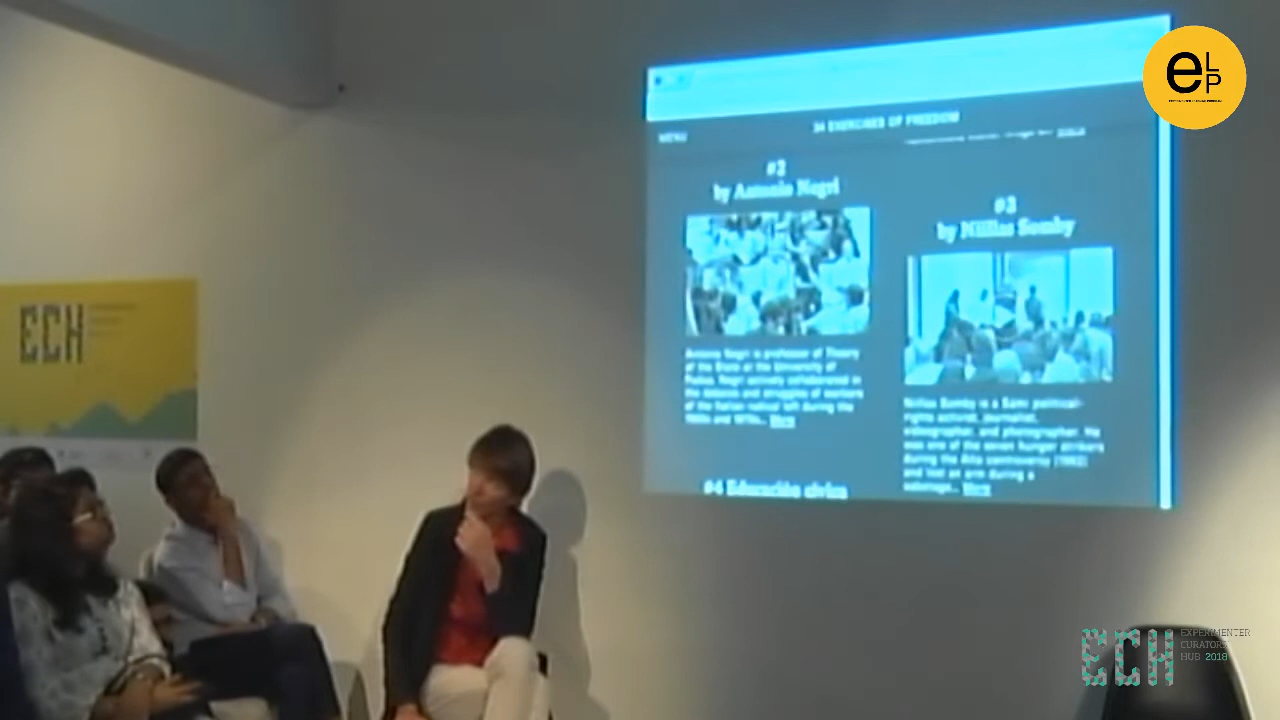 eLP
MENU
34 EXERCISES OF FREEDOM
#2
by Antonio Negri
#3
by Niillas Somby
Antonio Negri is professor of Theory
of the State at the University of
Padua. Negri actively collaborated in
the debates and struggles of workers
of the Italian radical left during the
1960s and 1970s... More
Niillas Somby is a Sami political-
rights activist, journalist,
videographer, and photographer. He
was one of the seven hunger strikers
during the Alta controversy (1982)
and lost an arm during a
sabotage... More
#4 Educación cívica
ECH
ECH
EXPERIMENTER
CURATORS'
HUB 2018